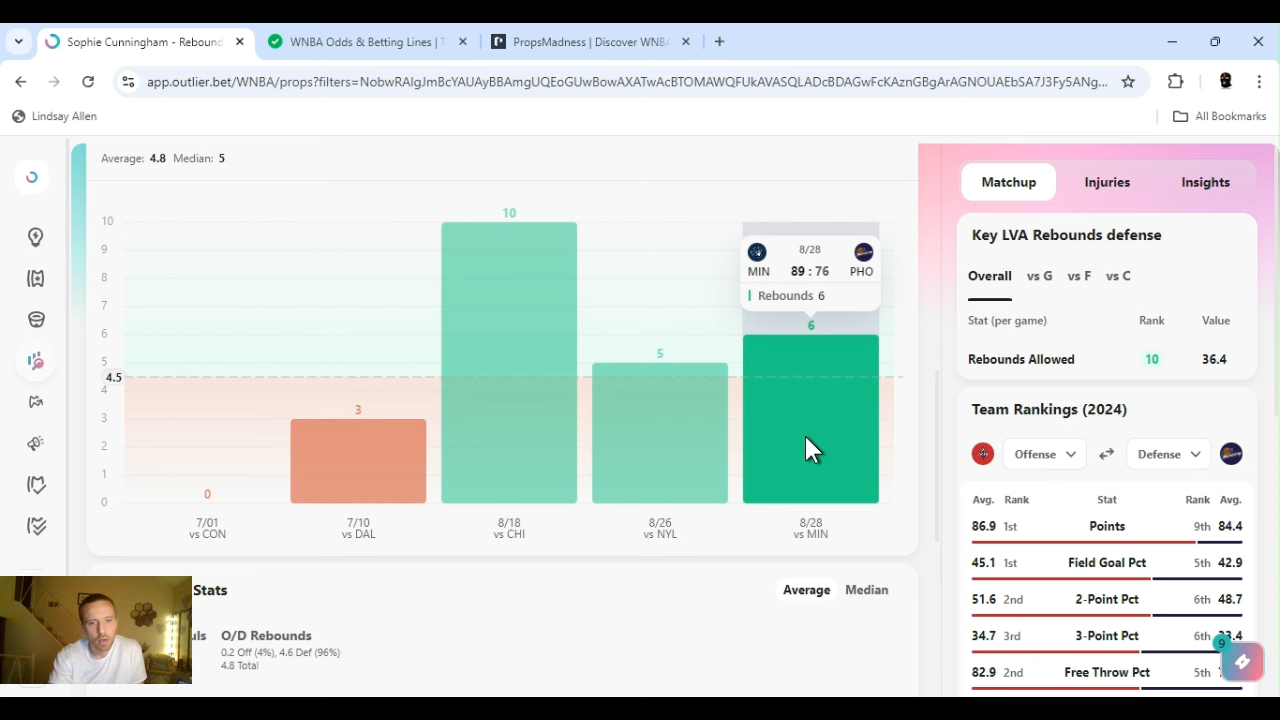 Sophie Cunningham - Rebound
WNBA Odds & Betting Lines | T
PropsMadness | Discover WNB
app.outlier.bet/WNBA/props?filters=NobwRAlgJmBcYAUAyBBAmgUQEoGUwBowAXATwAcBTOMAWQFUkAVASQLADcBDAGwFcKAznGBgArAGNOUAEbSA7J3Fy5ANg...
Lindsay Allen
All Bookmarks
Average: 4.8 Median: 5
10
9
8
7
6
5
4.5
4
3
2
1
0
0
3
10
5
6
8/28
MIN 89 : 76 PHO
Rebounds 6
7/01
vs CON
7/10
vs DAL
8/18
vs CHI
8/26
vs NYL
8/28
vs MIN
Stats
Average Median
uls O/D Rebounds
0.2 Off (4%), 4.6 Def (96%)
4.8 Total
Matchup Injuries Insights
Key LVA Rebounds defense
Overall vs G vs F vs C
Stat (per game) Rank Value
Rebounds Allowed 10 36.4
Team Rankings (2024)
Offense Defense
Avg. Rank Stat Rank Avg.
86.9 1st Points 9th 84.4
45.1 1st Field Goal Pct 5th 42.9
51.6 2nd 2-Point Pct 6th 48.7
34.7 3rd 3-Point Pct 6th 3.4
9
82.9 2nd Free Throw Pct 5th